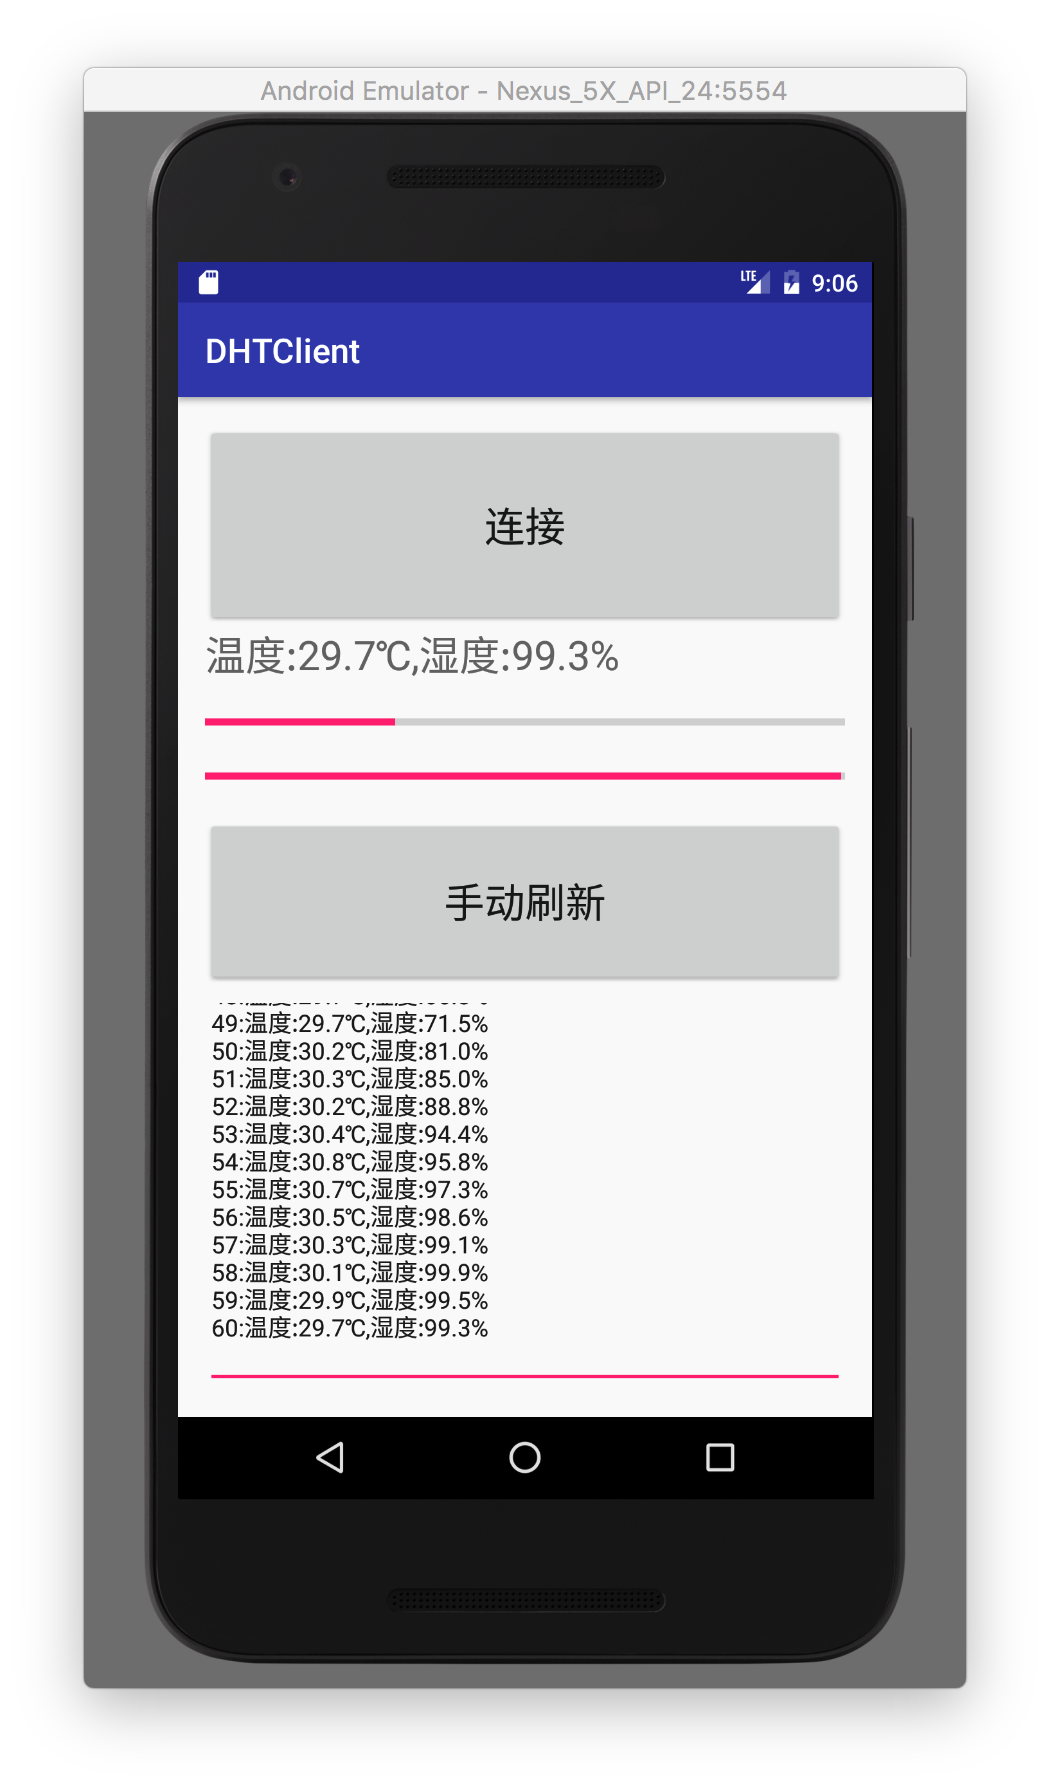 Android Emulator - Nexus_5X_API_24:5554
LTE 9:06
DHTClient
连接
温度:29.7℃,湿度:99.3%
手动刷新
49:温度:29.7℃,湿度:71.5%
50:温度:30.2℃,湿度:81.0%
51:温度:30.3℃,湿度:85.0%
52:温度:30.2℃,湿度:88.8%
53:温度:30.4℃,湿度:94.4%
54:温度:30.8℃,湿度:95.8%
55:温度:30.7℃,湿度:97.3%
56:温度:30.5℃,湿度:98.6%
57:温度:30.3℃,湿度:99.1%
58:温度:30.1℃,湿度:99.9%
59:温度:29.9℃,湿度:99.5%
60:温度:29.7℃,湿度:99.3%